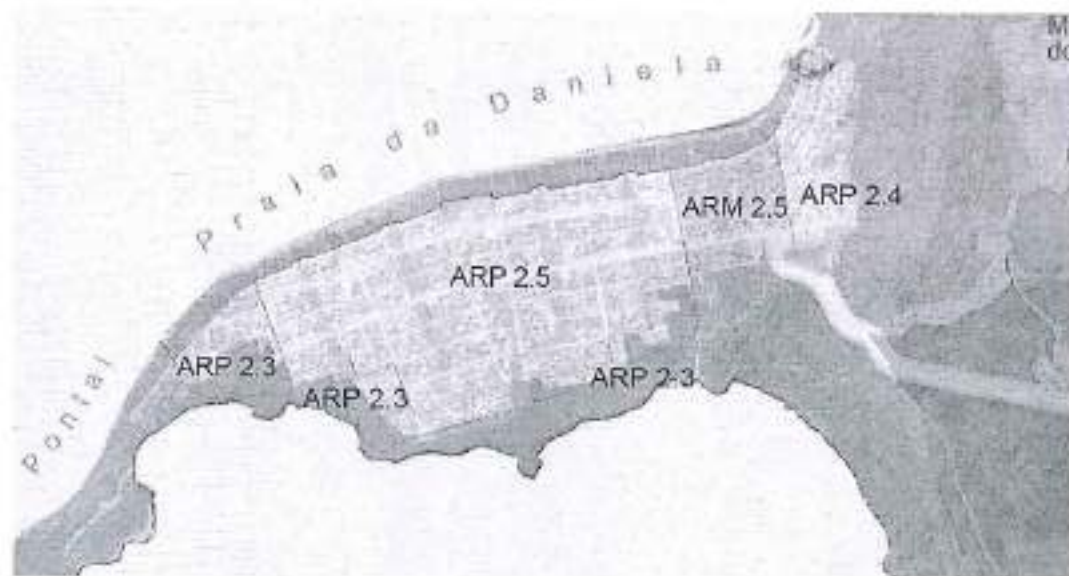 M
do
Praia da Daniela
ARM 2.5
ARP 2.4
ARP 2.5
ARP 2.3
ARP 2.3
ARP 2-3
Pontal